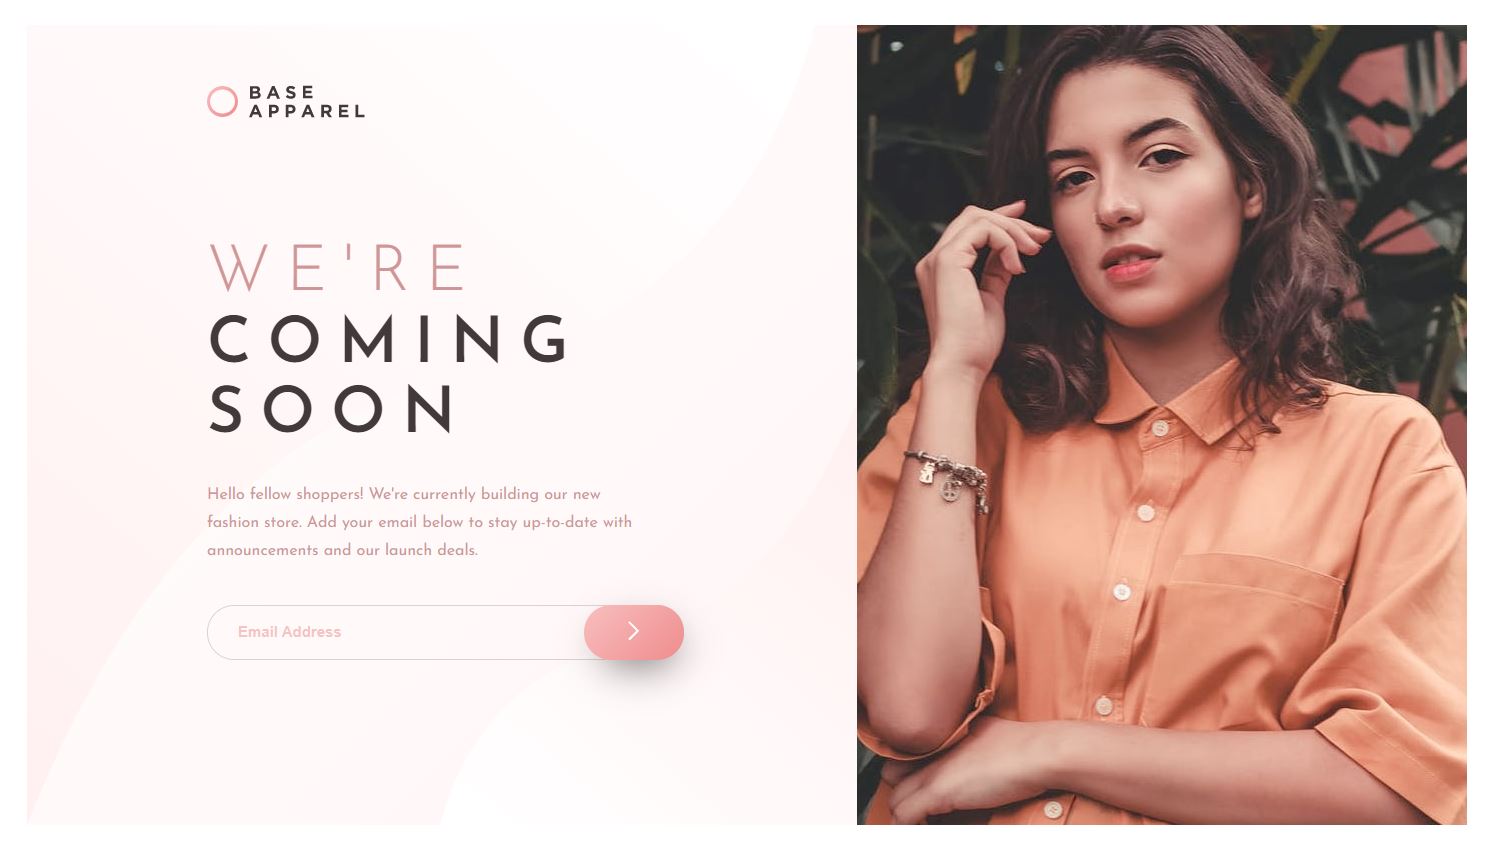 BASE
APPAREL
WE'RE
COMING
SOON
Hello fellow shoppers! We're currently building our new
fashion store. Add your email below to stay up-to-date with
announcements and our launch deals.
Email Address